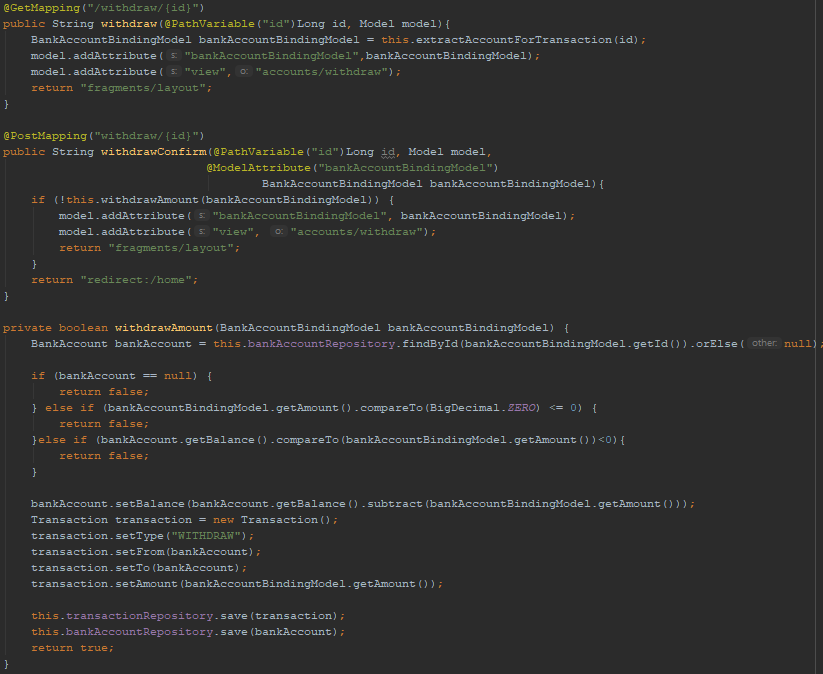 @GetMapping("/withdraw/{id}")
public String withdraw(@PathVariable("id")Long id, Model model){
    BankAccountBindingModel bankAccountBindingModel = this.extractAccountForTransaction(id);
    model.addAttribute( s: "bankAccountBindingModel",bankAccountBindingModel);
    model.addAttribute( s: "view", o: "accounts/withdraw");
    return "fragments/layout";
}

@PostMapping("withdraw/{id}")
public String withdrawConfirm(@PathVariable("id")Long id, Model model,
                              @ModelAttribute("bankAccountBindingModel")
                                      BankAccountBindingModel bankAccountBindingModel){
    if (!this.withdrawAmount(bankAccountBindingModel)) {
        model.addAttribute( s: "bankAccountBindingModel", bankAccountBindingModel);
        model.addAttribute( s: "view", o: "accounts/withdraw");
        return "fragments/layout";
    }
    return "redirect:/home";
}

private boolean withdrawAmount(BankAccountBindingModel bankAccountBindingModel) {
    BankAccount bankAccount = this.bankAccountRepository.findById(bankAccountBindingModel.getId()).orElse( other: null);

    if (bankAccount == null) {
        return false;
    } else if (bankAccountBindingModel.getAmount().compareTo(BigDecimal.ZERO) <= 0) {
        return false;
    }else if (bankAccount.getBalance().compareTo(bankAccountBindingModel.getAmount())<0){
        return false;
    }

    bankAccount.setBalance(bankAccount.getBalance().subtract(bankAccountBindingModel.getAmount()));
    Transaction transaction = new Transaction();
    transaction.setType("WITHDRAW");
    transaction.setFrom(bankAccount);
    transaction.setTo(bankAccount);
    transaction.setAmount(bankAccountBindingModel.getAmount());

    this.transactionRepository.save(transaction);
    this.bankAccountRepository.save(bankAccount);
    return true;
}